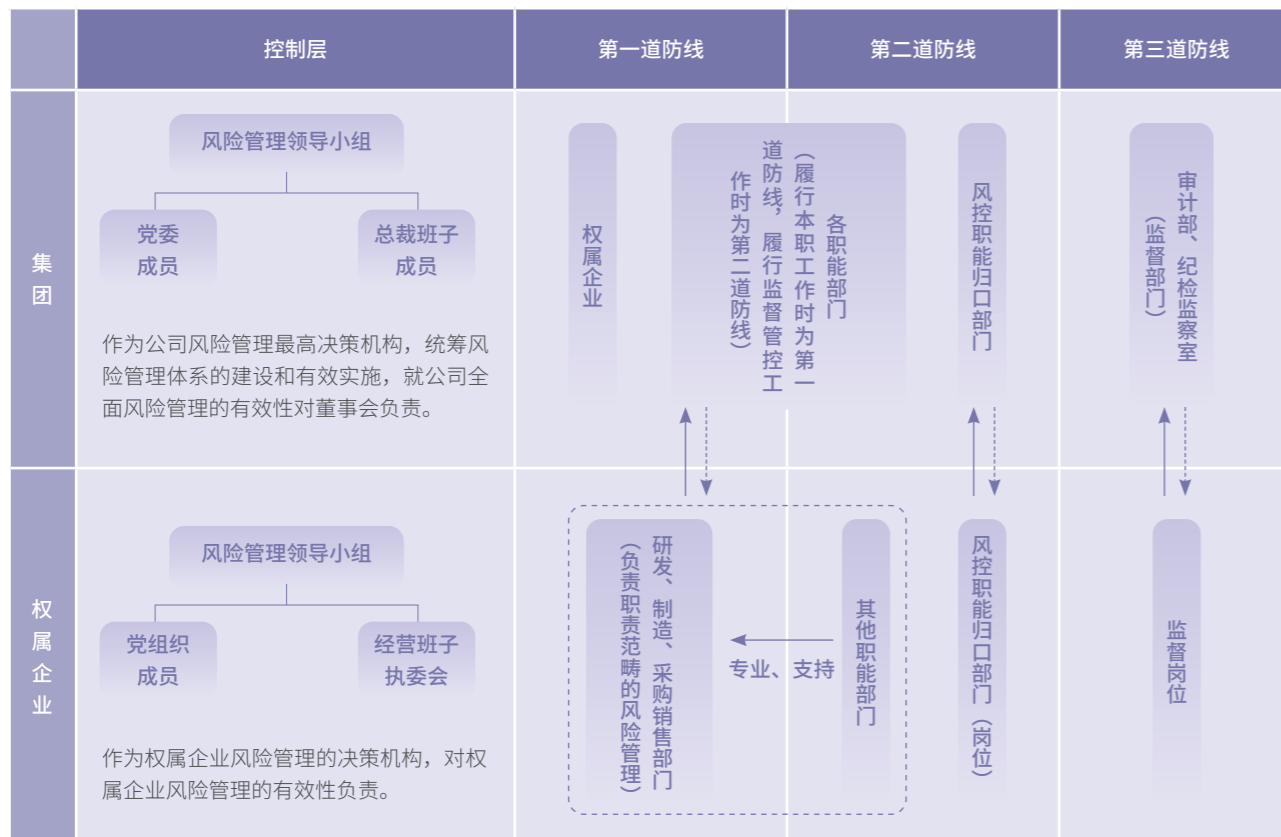 控制层
第一道防线
第二道防线
第三道防线
集团
风险管理领导小组
党委
成员
总裁班子
成员
作为公司风险管理最高决策机构，统筹风
险管理体系的建设和有效实施，就公司全
面风险管理的有效性对董事会负责。
权属企业
各职能部门
（履行本职工作时为第一
道防线，履行监督管控工
作时为第二道防线）
风控职能归口部门
审计部、纪检监察室
（监督部门）
权属企业
风险管理领导小组
党组织
成员
经营班子
执委会
作为权属企业风险管理的决策机构，对权
属企业风险管理的有效性负责。
研发、制造、采购销售部门
（负责职责范畴的风险管理）
专业、支持
其他职能部门
风控职能归口部门（岗位）
监督岗位